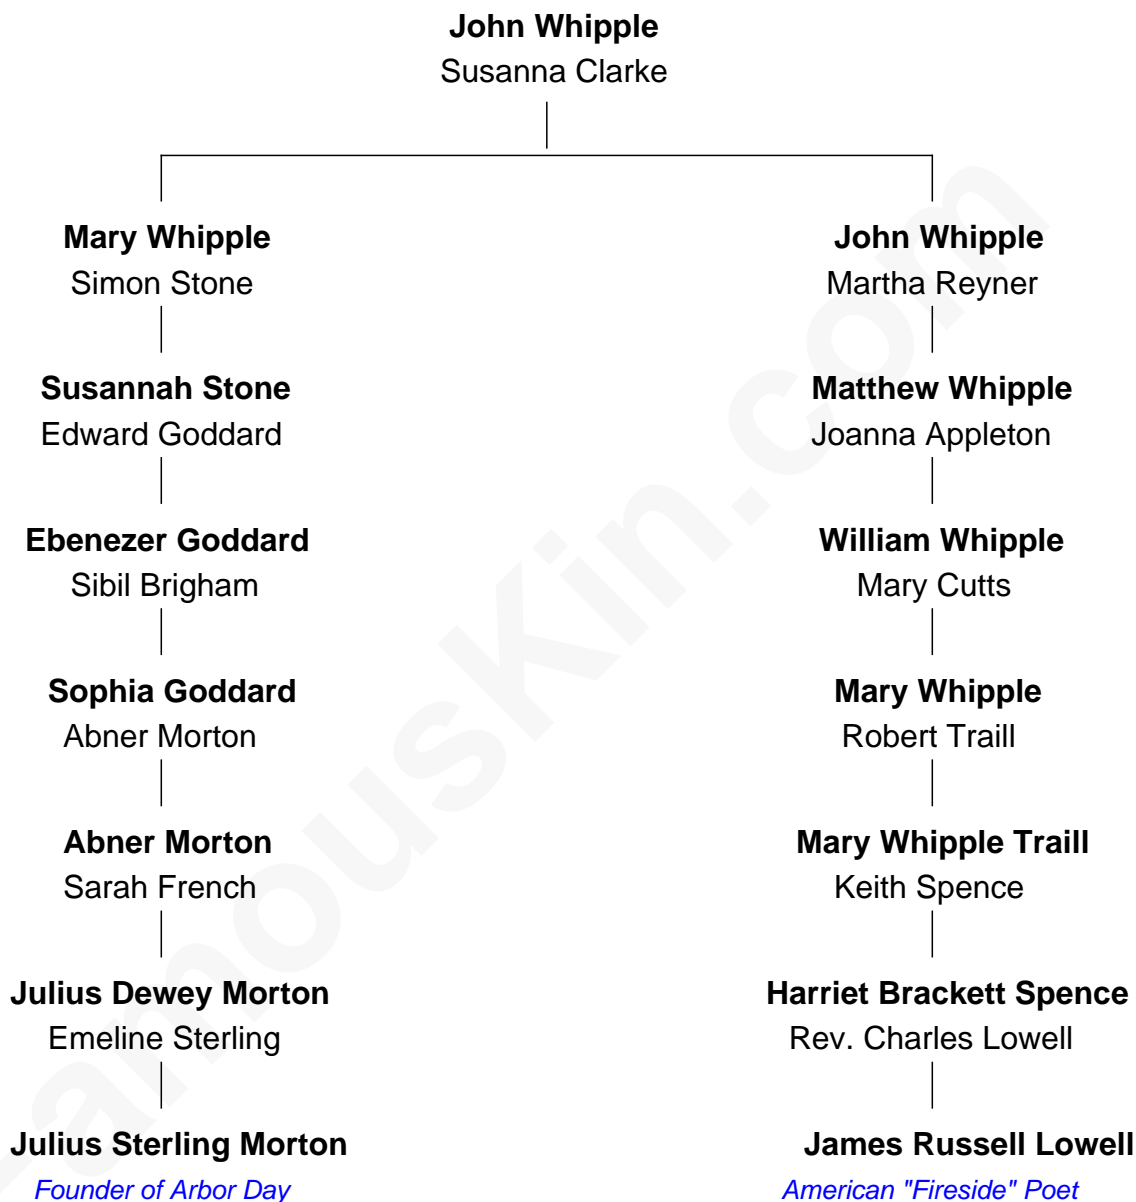 John Whipple
Susanna Clarke
Mary Whipple
Simon Stone
Susannah Stone
Edward Goddard
Ebenezer Goddard
Sibil Brigham
Sophia Goddard
Abner Morton
Abner Morton
Sarah French
Julius Dewey Morton
Emeline Sterling
Julius Sterling Morton
Founder of Arbor Day
John Whipple
Martha Reyner
Matthew Whipple
Joanna Appleton
William Whipple
Mary Cutts
Mary Whipple
Robert Traill
Mary Whipple Traill
Keith Spence
Harriet Brackett Spence
Rev. Charles Lowell
James Russell Lowell
American "Fireside" Poet
FamousKin.com